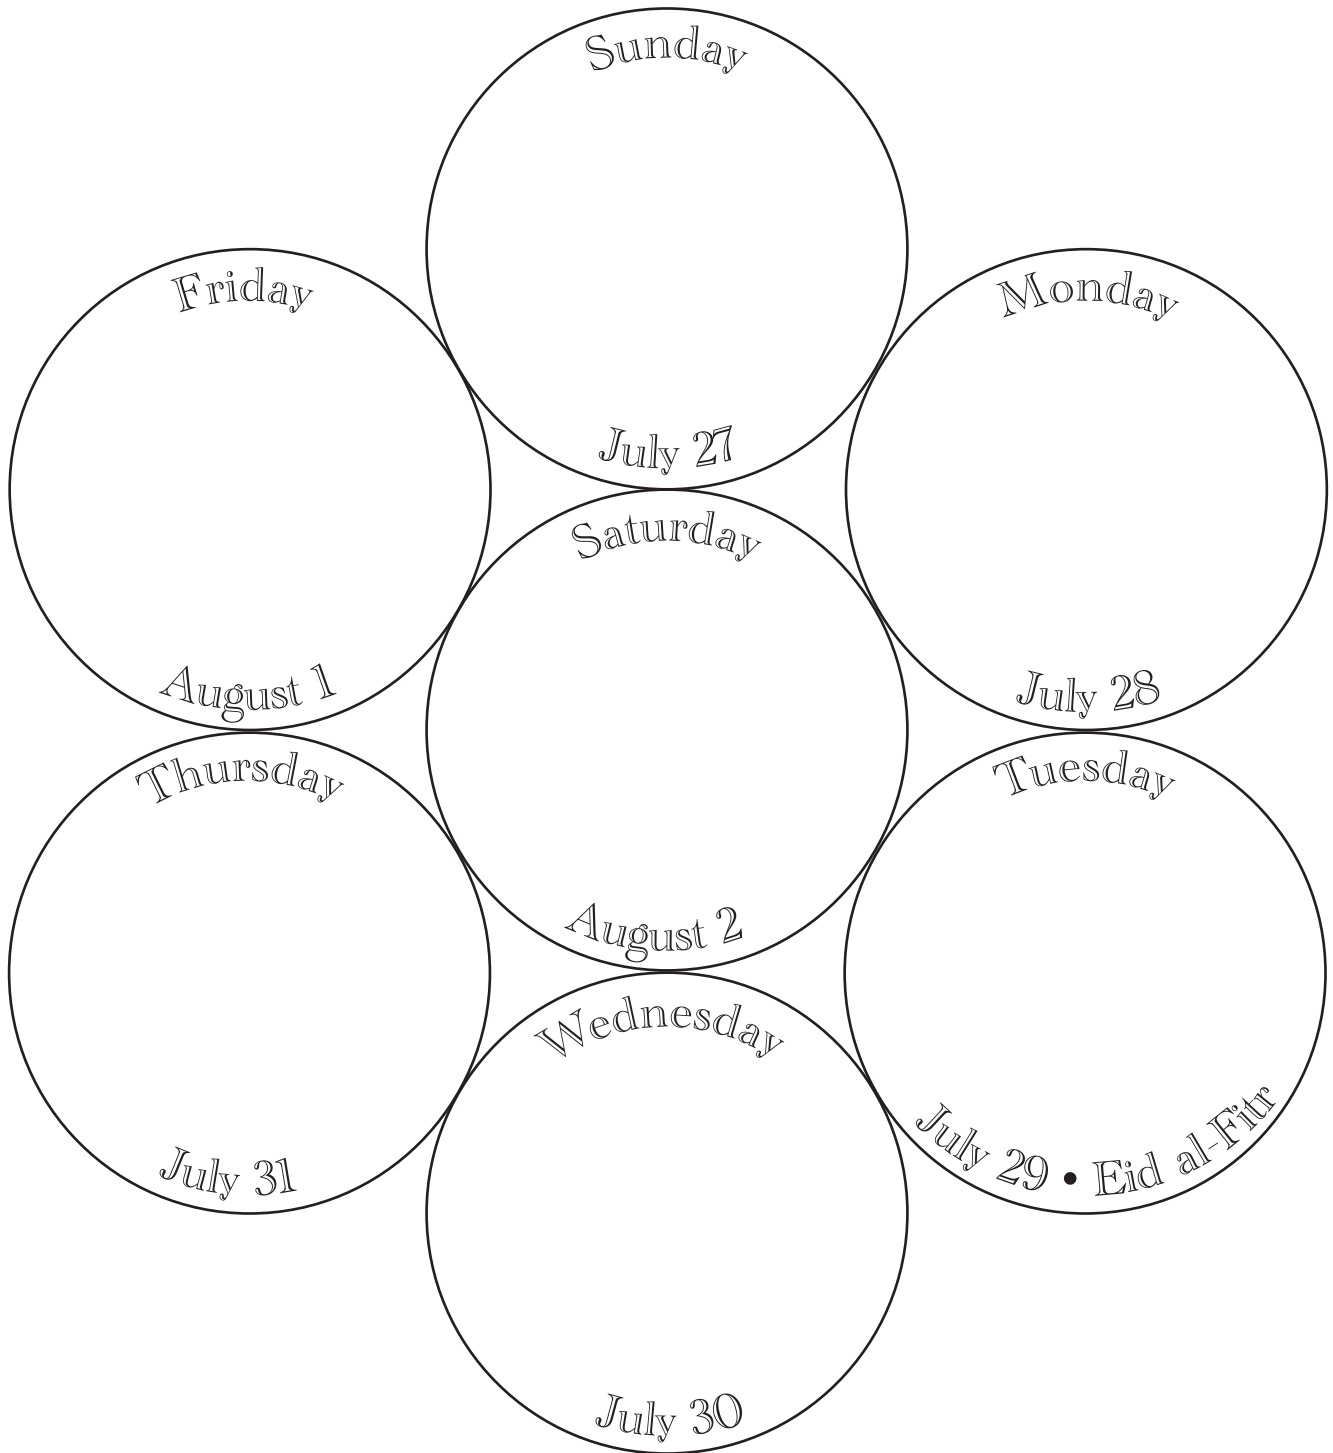 Sunday
July 27
Friday
August 1
Monday
July 28
Saturday
August 2
Thursday
July 31
Tuesday
July 29 • Eid al-Fitr
Wednesday
July 30